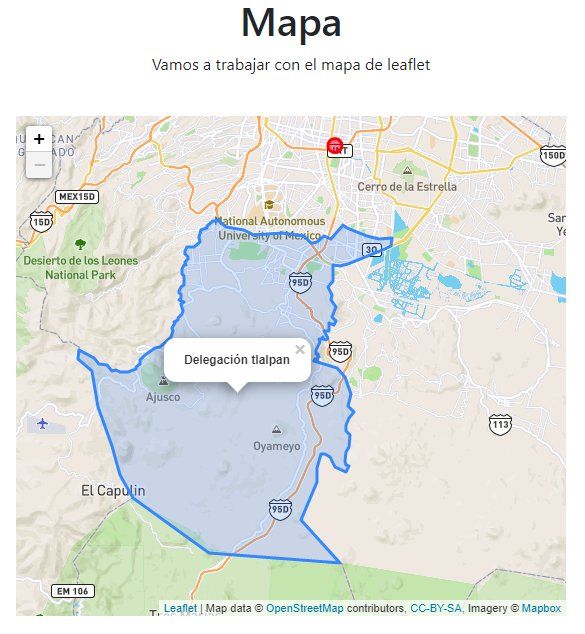 Mapa
Vamos a trabajar con el mapa de leaflet
+
−
150D
MEX15D
Cerro de la Estrella
15D
National Autonomous
University of Mexico
San
Ye
Desierto de los Leones
National Park
30
95D
Delegación tlalpan
×
95D
Ajusco
95D
113
Oyameyo
El Capulin
95D
EM 106
Leaflet | Map data © OpenStreetMap contributors, CC-BY-SA, Imagery © Mapbox